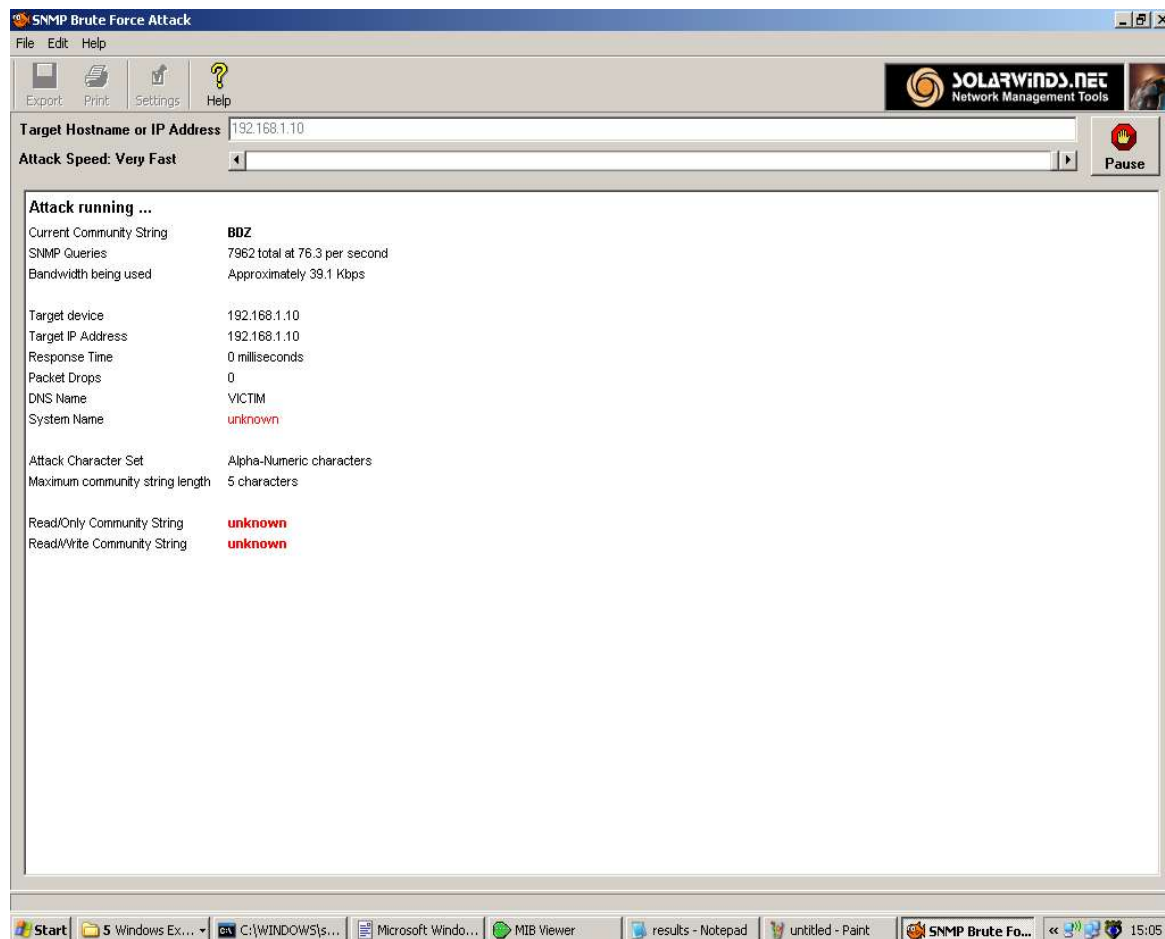 SNMP Brute Force Attack
File Edit Help
Export Print Settings Help
SOLARWINDS.NET
Network Management Tools
Target Hostname or IP Address 192.168.1.10
Attack Speed: Very Fast
Pause
Attack running ...
Current Community String BDZ
SNMP Queries 7962 total at 76.3 per second
Bandwidth being used Approximately 39.1 Kbps
Target device 192.168.1.10
Target IP Address 192.168.1.10
Response Time 0 milliseconds
Packet Drops 0
DNS Name VICTIM
System Name unknown
Attack Character Set Alpha-Numeric characters
Maximum community string length 5 characters
Read/Only Community String unknown
Read/Write Community String unknown
Start 5 Windows Ex... C:\WINDOWS\s... Microsoft Windo... MIB Viewer results - Notepad untitled - Paint SNMP Brute Fo... « 15:05